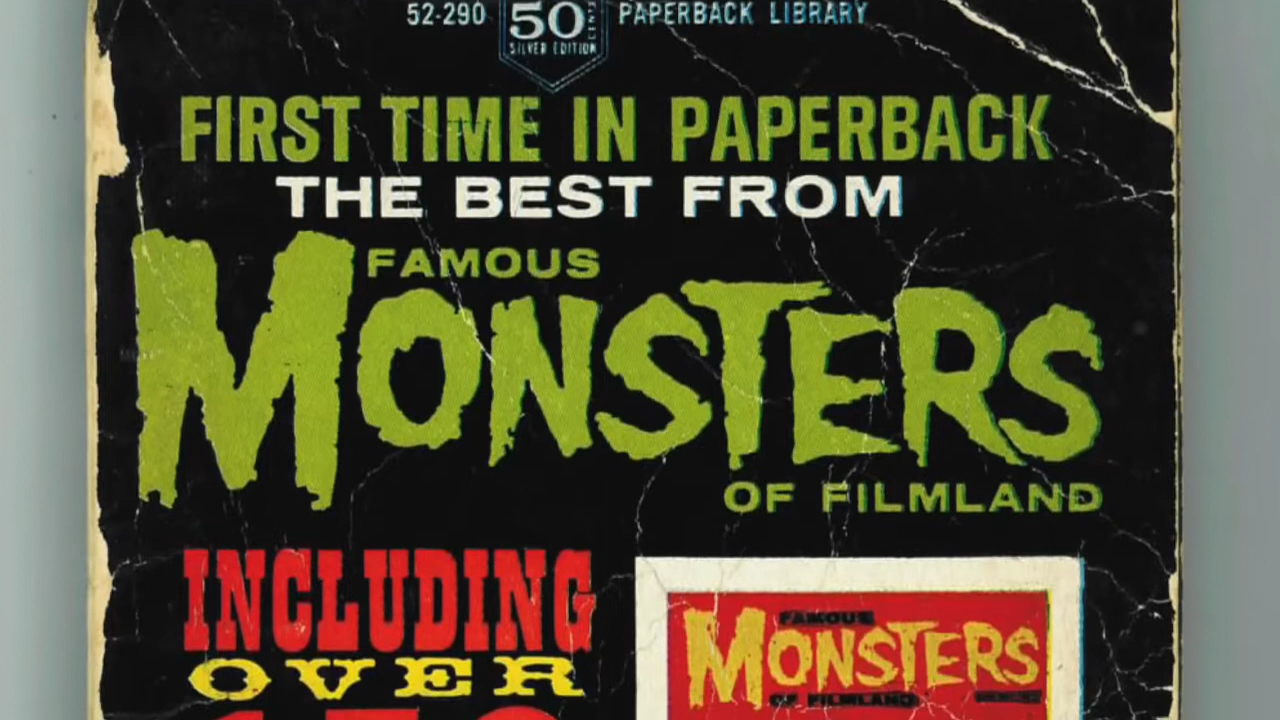 52-290 50 CENTS PAPERBACK LIBRARY
SILVER EDITION
FIRST TIME IN PAPERBACK
THE BEST FROM
FAMOUS
MONSTERS
OF FILMLAND
INCLUDING
OVER
FAMOUS
MONSTERS
OF FILMLAND